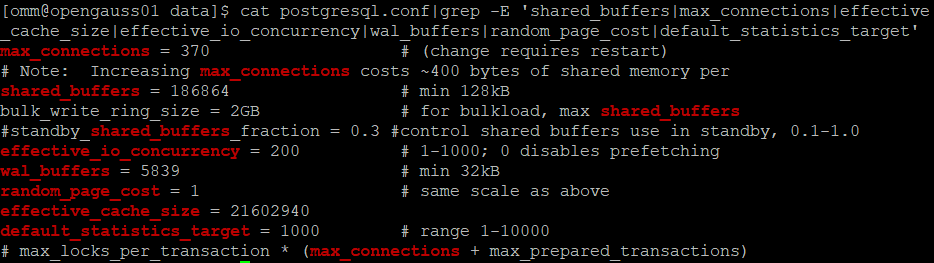 [omm@opengauss01 data]$ cat postgresql.conf|grep -E 'shared_buffers|max_connections|effective
_cache_size|effective_io_concurrency|wal_buffers|random_page_cost|default_statistics_target'
max_connections = 370 # (change requires restart)
# Note:  Increasing max_connections costs ~400 bytes of shared memory per
shared_buffers = 186864 # min 128kB
bulk_write_ring_size = 2GB # for bulkload, max shared_buffers
#standby_shared_buffers_fraction = 0.3 #control shared buffers use in standby, 0.1-1.0
effective_io_concurrency = 200 # 1-1000; 0 disables prefetching
wal_buffers = 5839 # min 32kB
random_page_cost = 1 # same scale as above
effective_cache_size = 21602940
default_statistics_target = 1000 # range 1-10000
# max_locks_per_transaction * (max_connections + max_prepared_transactions)